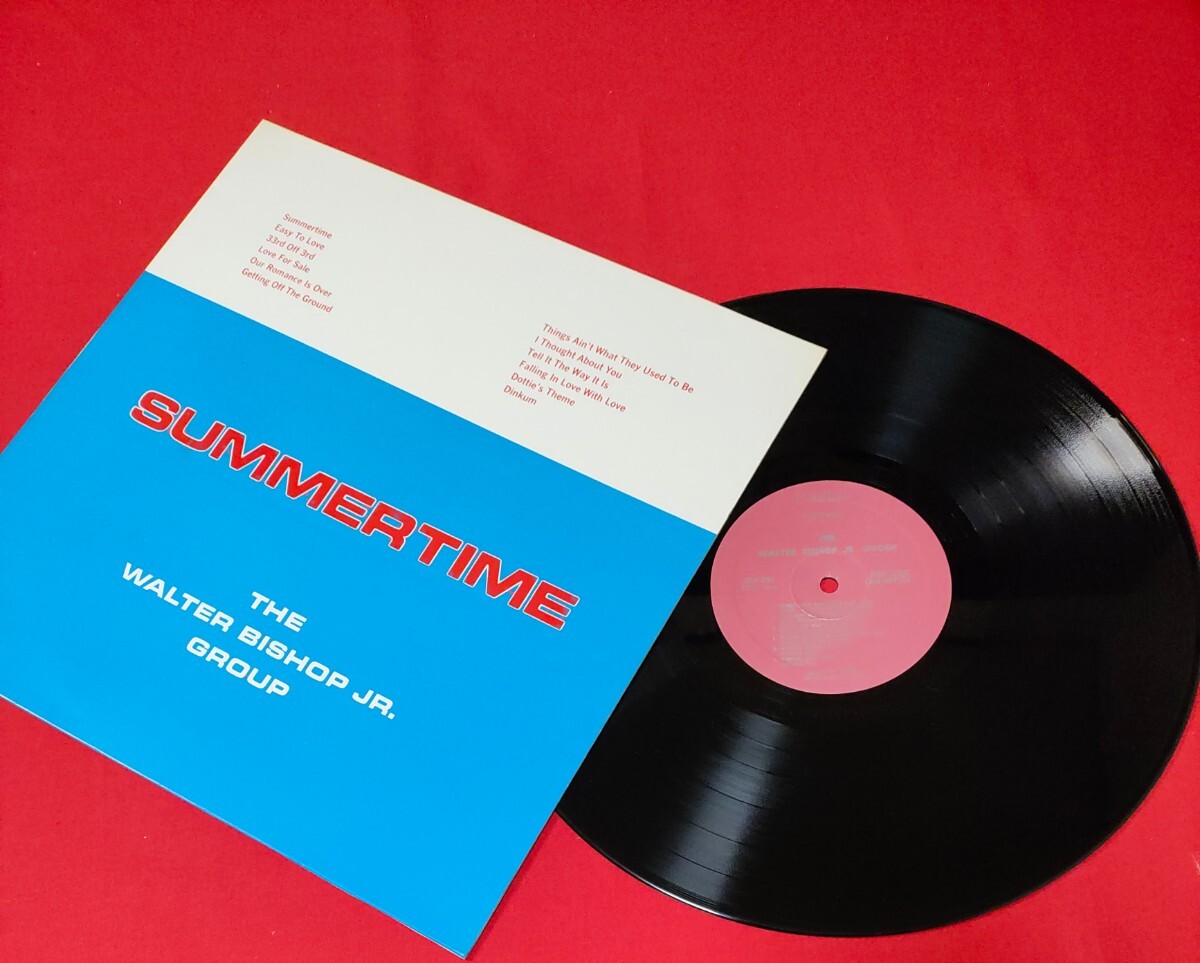 Summertime
Easy To Love
33rd Off 3rd
Love For Sale
Our Romance Is Over
Getting Off The Ground
Things Ain't What They Used To Be
I Thought About You
Tell It The Way It Is
Falling In Love With Love
Dottie's Theme
Dinkum
SUMMERTIME
THE
WALTER BISHOP JR.
GROUP
THE
WALTER BISHOP JR. GROUP